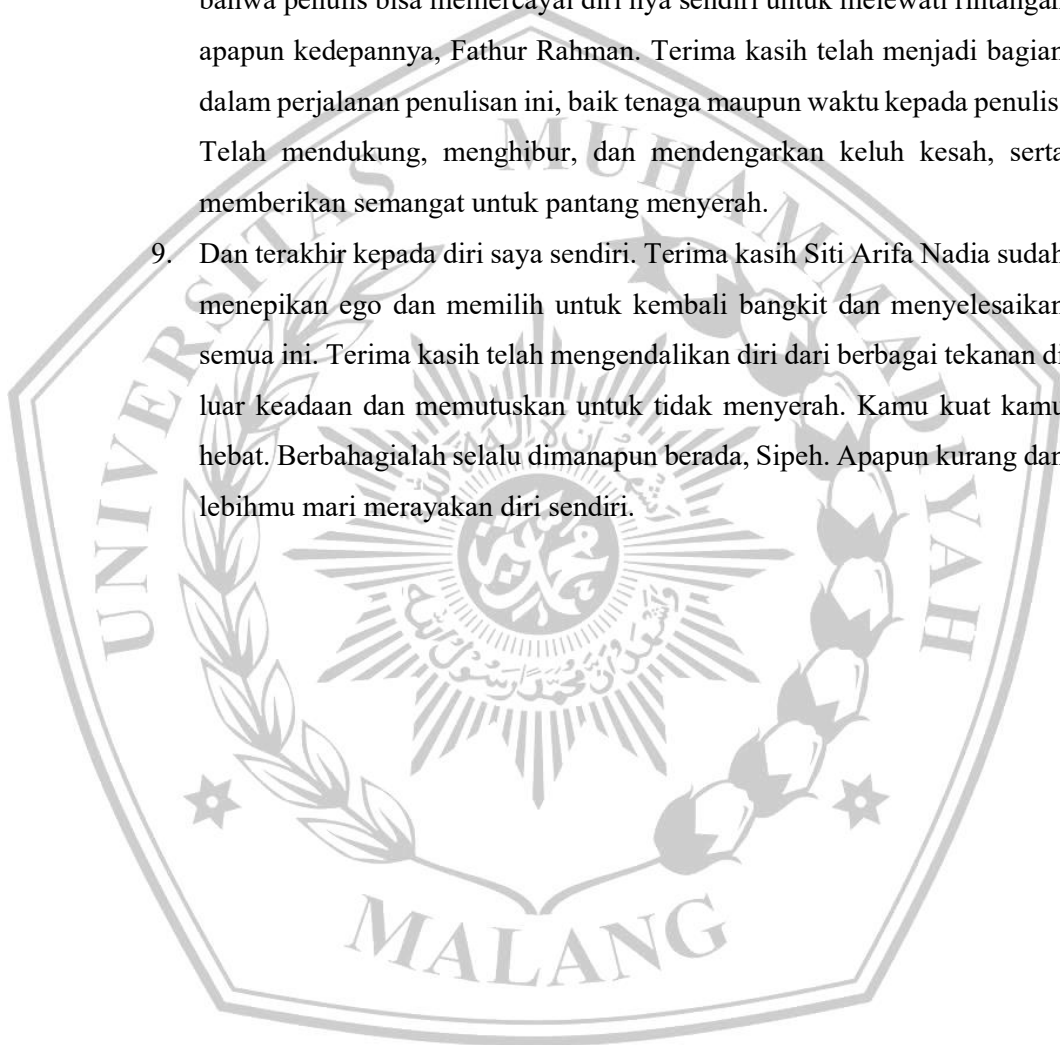 bahwa penulis bisa memercayai diri nya sendiri untuk melewati rintangan
apapun kedepannya, Fathur Rahman. Terima kasih telah menjadi bagian
dalam perjalanan penulisan ini, baik tenaga maupun waktu kepada penulis
Telah mendukung, menghibur, dan mendengarkan keluh kesah, serta
memberikan semangat untuk pantang menyerah.
9. Dan terakhir kepada diri saya sendiri. Terima kasih Siti Arifa Nadia sudah
menepikan ego dan memilih untuk kembali bangkit dan menyelesaikan
semua ini. Terima kasih telah mengendalikan diri dari berbagai tekanan di
luar keadaan dan memutuskan untuk tidak menyerah. Kamu kuat kamu
hebat. Berbahagialah selalu dimanapun berada, Sipeh. Apapun kurang dan
lebihmu mari merayakan diri sendiri.
UNIVERSITAS MUHAMMADIYAH
MALANG